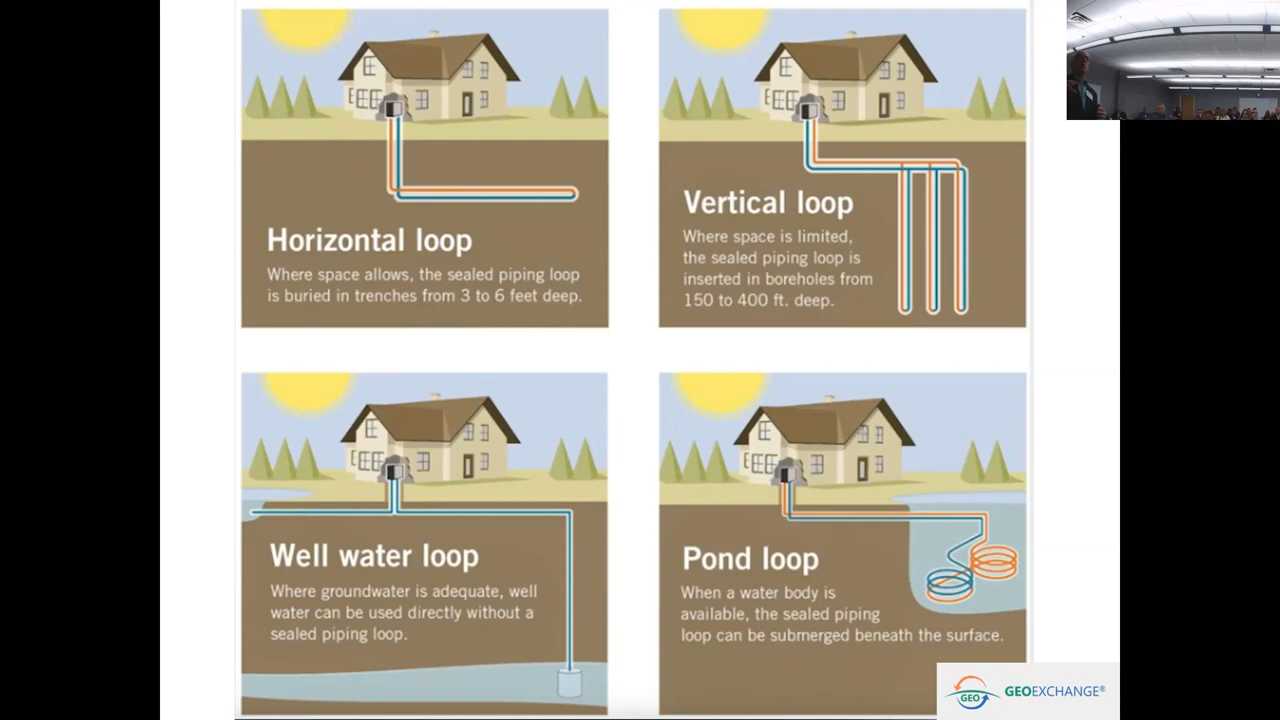 Horizontal loop
Where space allows, the sealed piping loop
is buried in trenches from 3 to 6 feet deep.
Vertical loop
Where space is limited,
the sealed piping loop is
inserted in boreholes from
150 to 400 ft. deep.
Well water loop
Where groundwater is adequate, well
water can be used directly without a
sealed piping loop.
Pond loop
When a water body is
available, the sealed piping
loop can be submerged beneath the surface.
GEO GEOEXCHANGE®